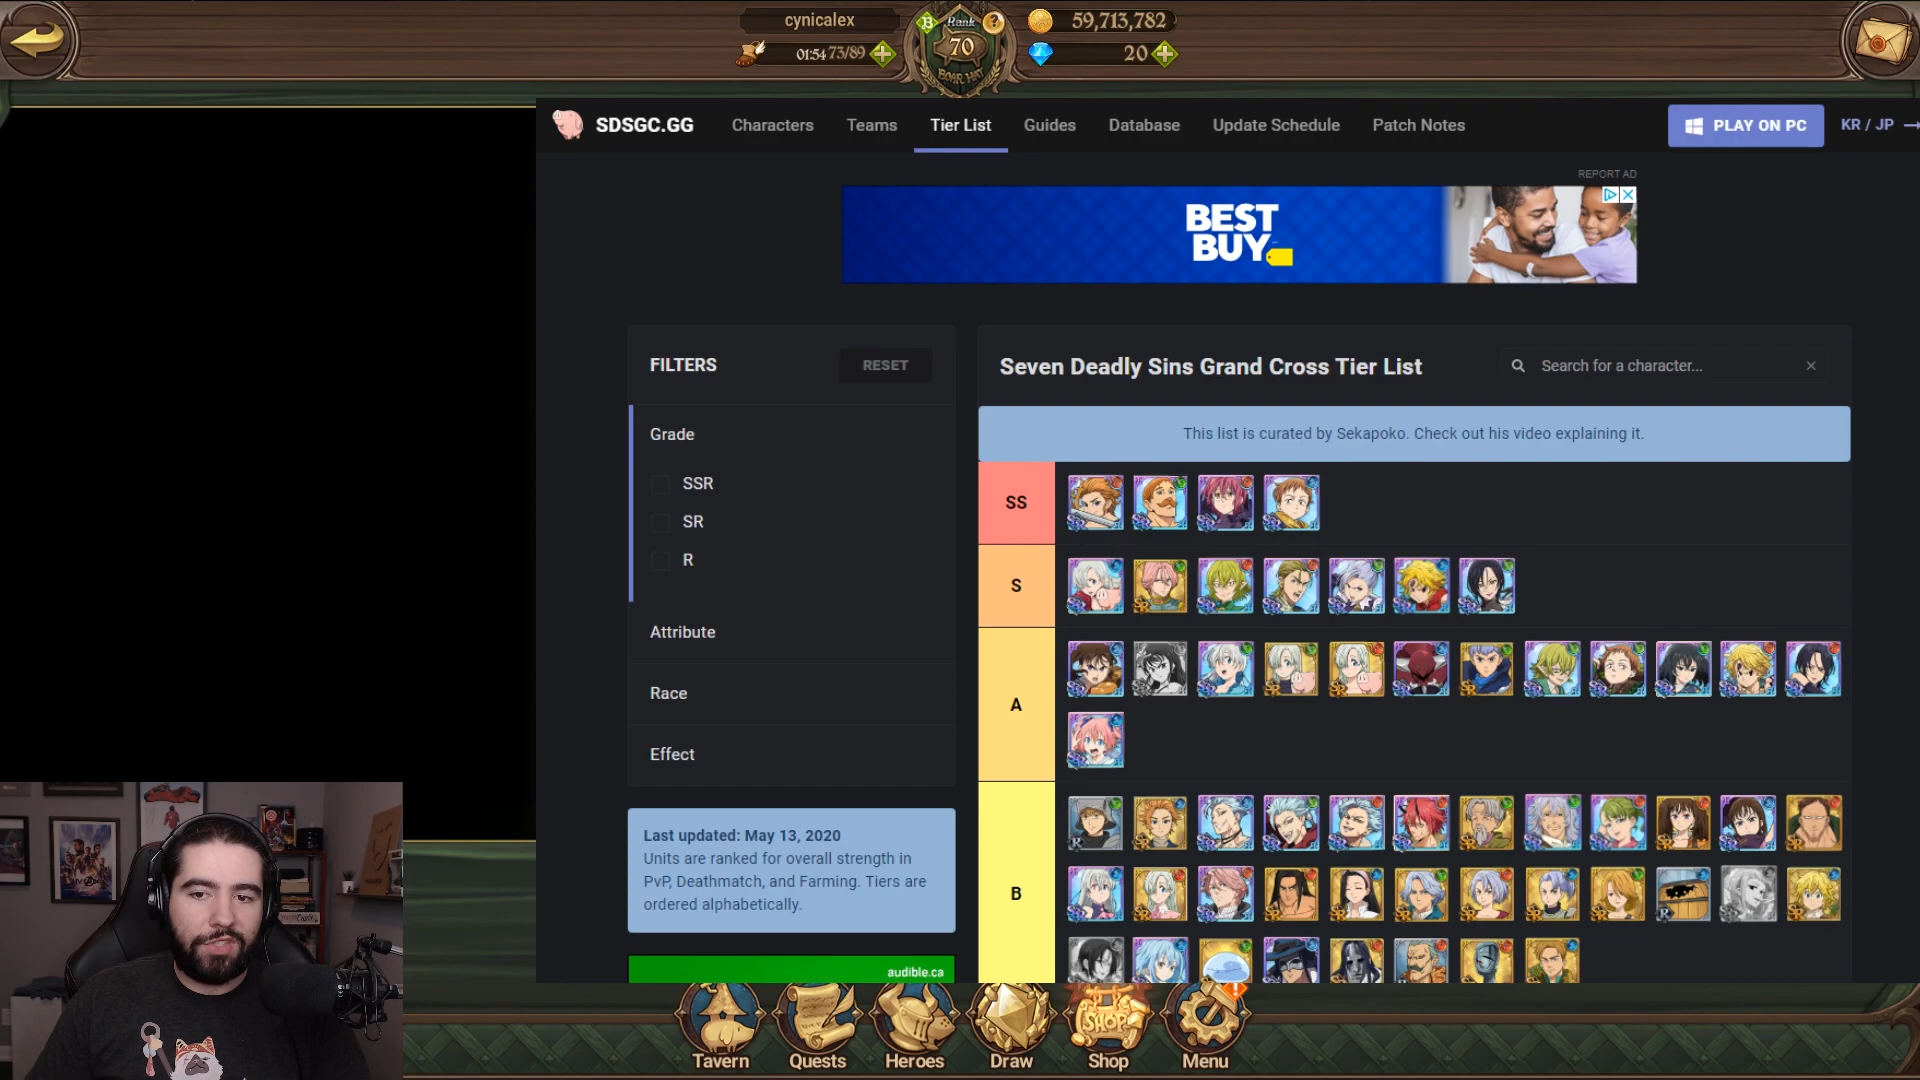 cynicalex
01:54 73/89
Rank
70
BOAR HAT
59,713,782
20
SDSGC.GG
Characters
Teams
Tier List
Guides
Database
Update Schedule
Patch Notes
PLAY ON PC
KR / JP
REPORT AD
BEST
BUY
FILTERS
RESET
Grade
SSR
SR
R
Attribute
Race
Effect
Last updated: May 13, 2020
Units are ranked for overall strength in
PvP, Deathmatch, and Farming. Tiers are
ordered alphabetically.
audible.ca
Seven Deadly Sins Grand Cross Tier List
Search for a character...
This list is curated by Sekapoko. Check out his video explaining it.
SS
S
A
B
Tavern
Quests
Heroes
Draw
SHOP
Shop
Menu